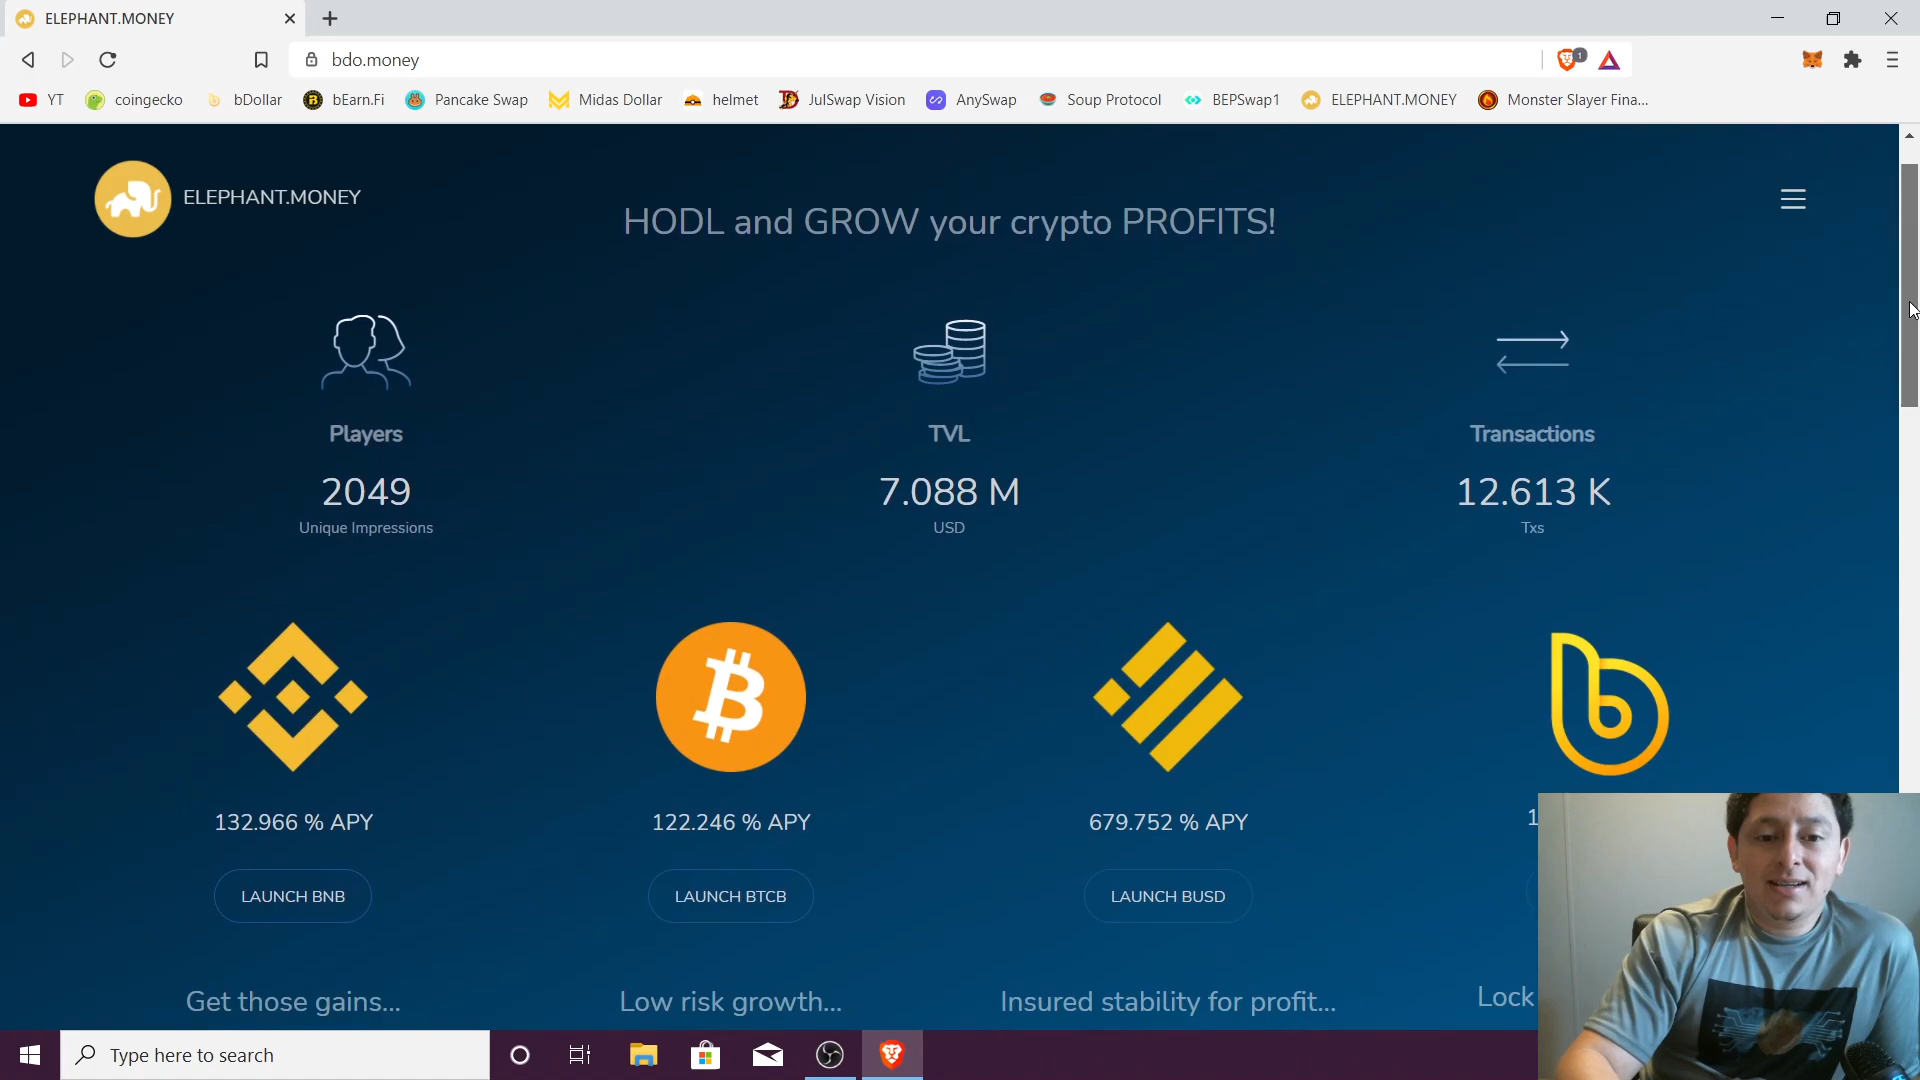 ELEPHANT.MONEY
bdo.money
1
YT
coingecko
bDollar
bEarn.Fi
Pancake Swap
Midas Dollar
helmet
JulSwap Vision
AnySwap
Soup Protocol
BEPSwap1
ELEPHANT.MONEY
Monster Slayer Fina...
ELEPHANT.MONEY
HODL and GROW your crypto PROFITS!
Players
2049
Unique Impressions
TVL
7.088 M
USD
Transactions
12.613 K
Txs
132.966 % APY
122.246 % APY
679.752 % APY
1
LAUNCH BNB
LAUNCH BTCB
LAUNCH BUSD
Get those gains...
Low risk growth...
Insured stability for profit...
Lock
Type here to search